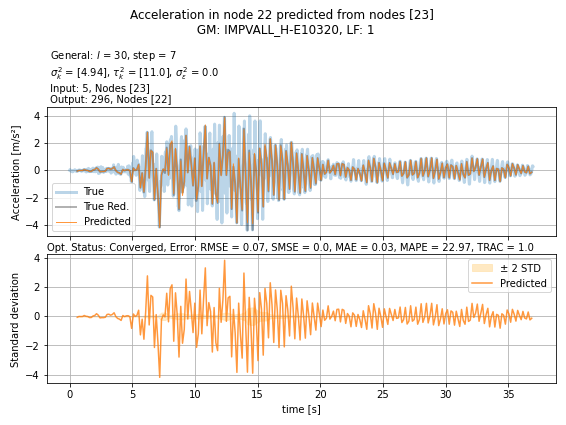 Acceleration in node 22 predicted from nodes [23]
GM: IMPVALL_H-E10320, LF: 1
General: l = 30, step = 7
σ²ₖ = [4.94], τ²ₖ = [11.0], σ²ε = 0.0
Input: 5, Nodes [23]
Output: 296, Nodes [22]
Acceleration [m/s²]
4
2
0
−2
−4
True
True Red.
Predicted
Opt. Status: Converged, Error: RMSE = 0.07, SMSE = 0.0, MAE = 0.03, MAPE = 22.97, TRAC = 1.0
Standard deviation
4
2
0
−2
−4
± 2 STD
Predicted
0 5 10 15 20 25 30 35
time [s]